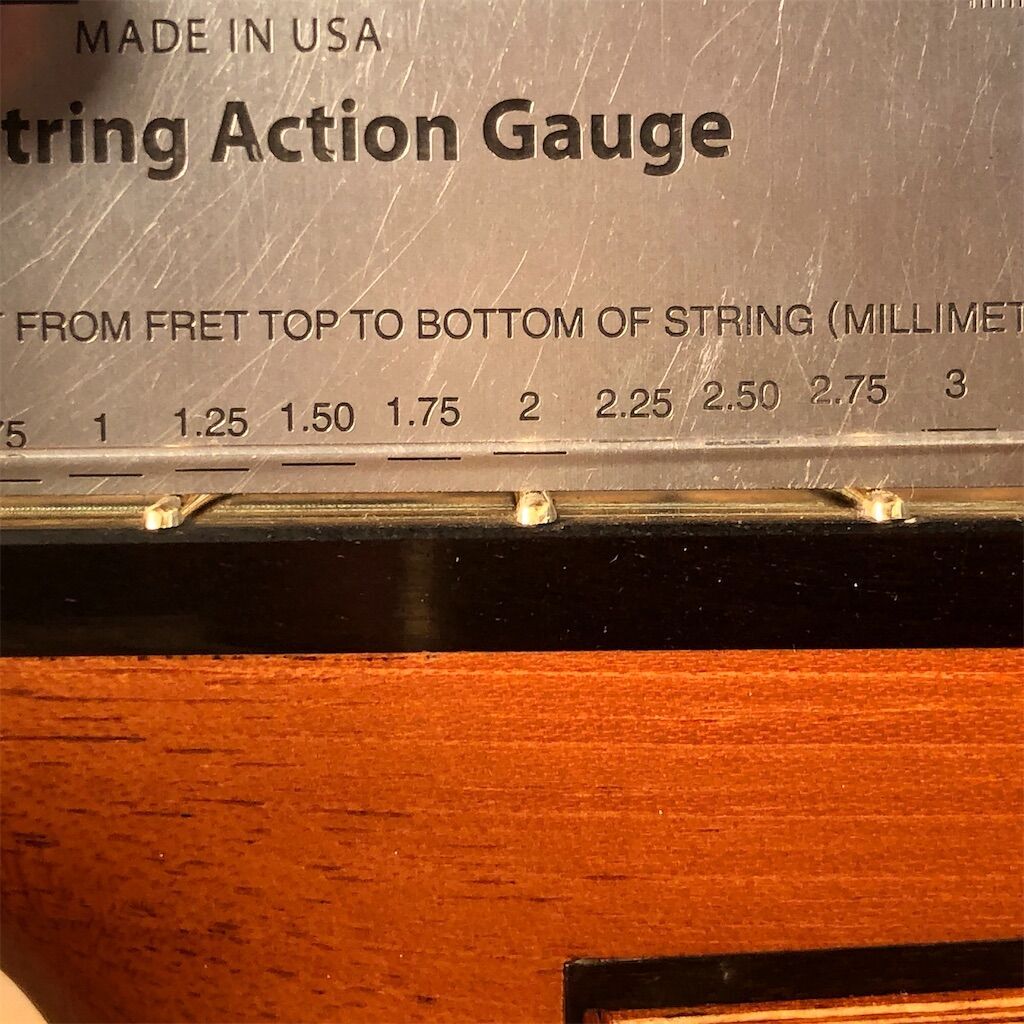 MADE IN USA
tring Action Gauge
FROM FRET TOP TO BOTTOM OF STRING (MILLIMET
75 1 1.25 1.50 1.75 2 2.25 2.50 2.75 3